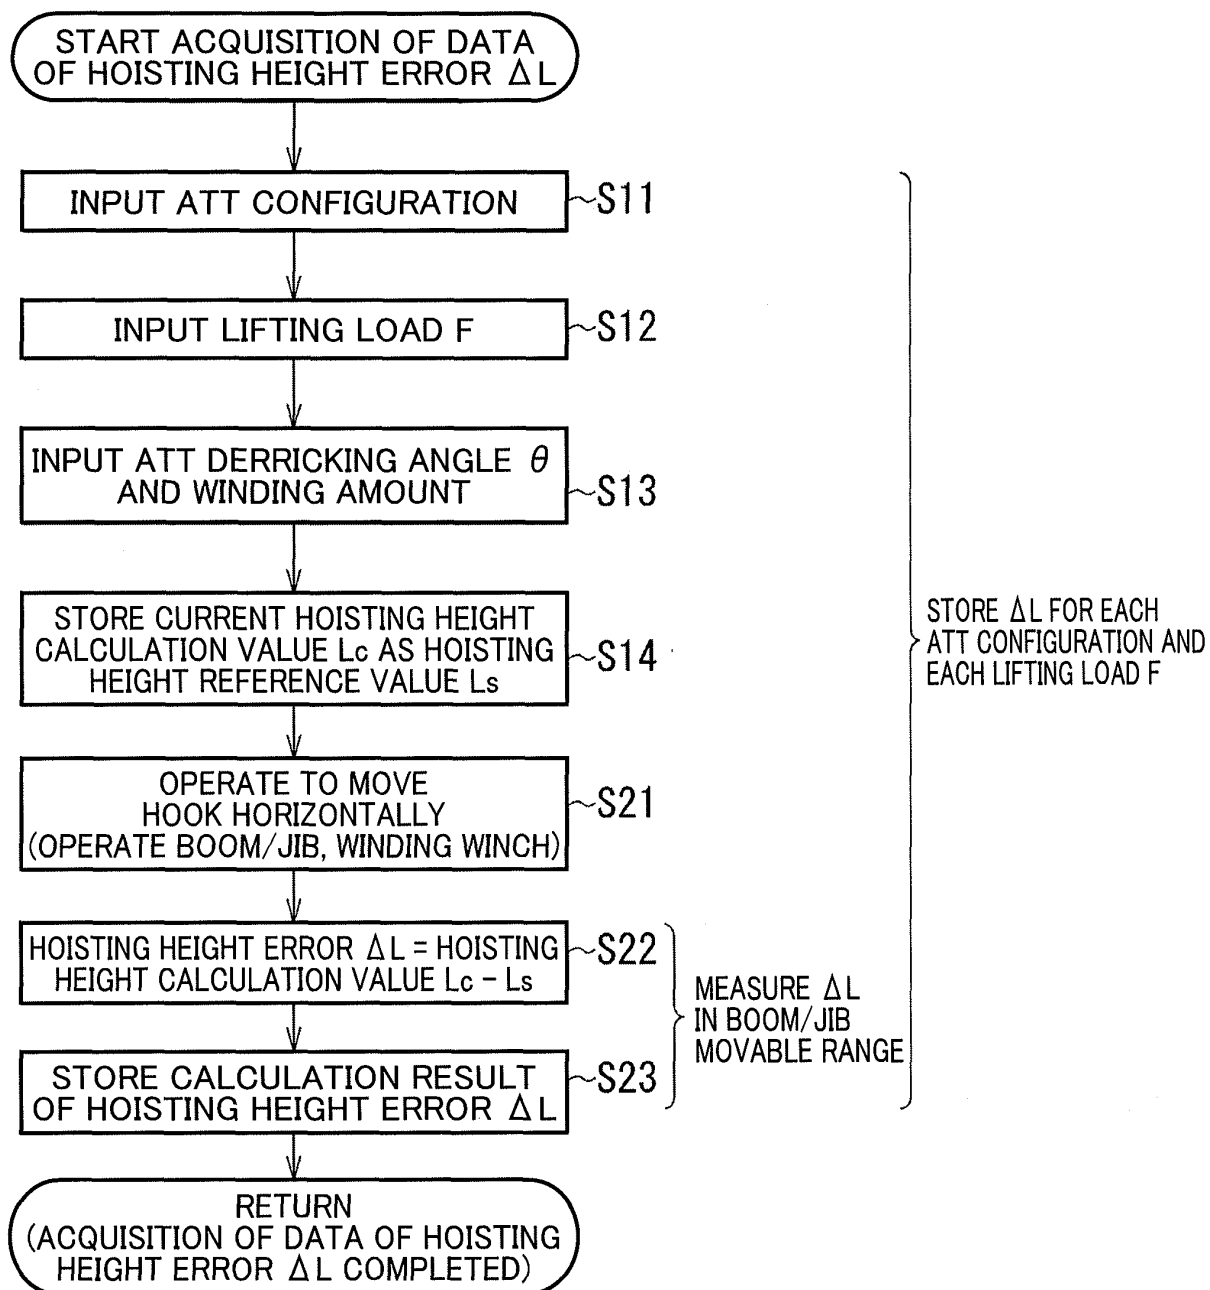 START ACQUISITION OF DATA
OF HOISTING HEIGHT ERROR ΔL
INPUT ATT CONFIGURATION
S11
INPUT LIFTING LOAD F
S12
INPUT ATT DERRICKING ANGLE θ
AND WINDING AMOUNT
S13
STORE CURRENT HOISTING HEIGHT
CALCULATION VALUE Lc AS HOISTING
HEIGHT REFERENCE VALUE Ls
S14
STORE ΔL FOR EACH
ATT CONFIGURATION AND
EACH LIFTING LOAD F
OPERATE TO MOVE
HOOK HORIZONTALLY
(OPERATE BOOM/JIB, WINDING WINCH)
S21
HOISTING HEIGHT ERROR ΔL = HOISTING
HEIGHT CALCULATION VALUE Lc − Ls
S22
MEASURE ΔL
IN BOOM/JIB
MOVABLE RANGE
STORE CALCULATION RESULT
OF HOISTING HEIGHT ERROR ΔL
S23
RETURN
(ACQUISITION OF DATA OF HOISTING
HEIGHT ERROR ΔL COMPLETED)